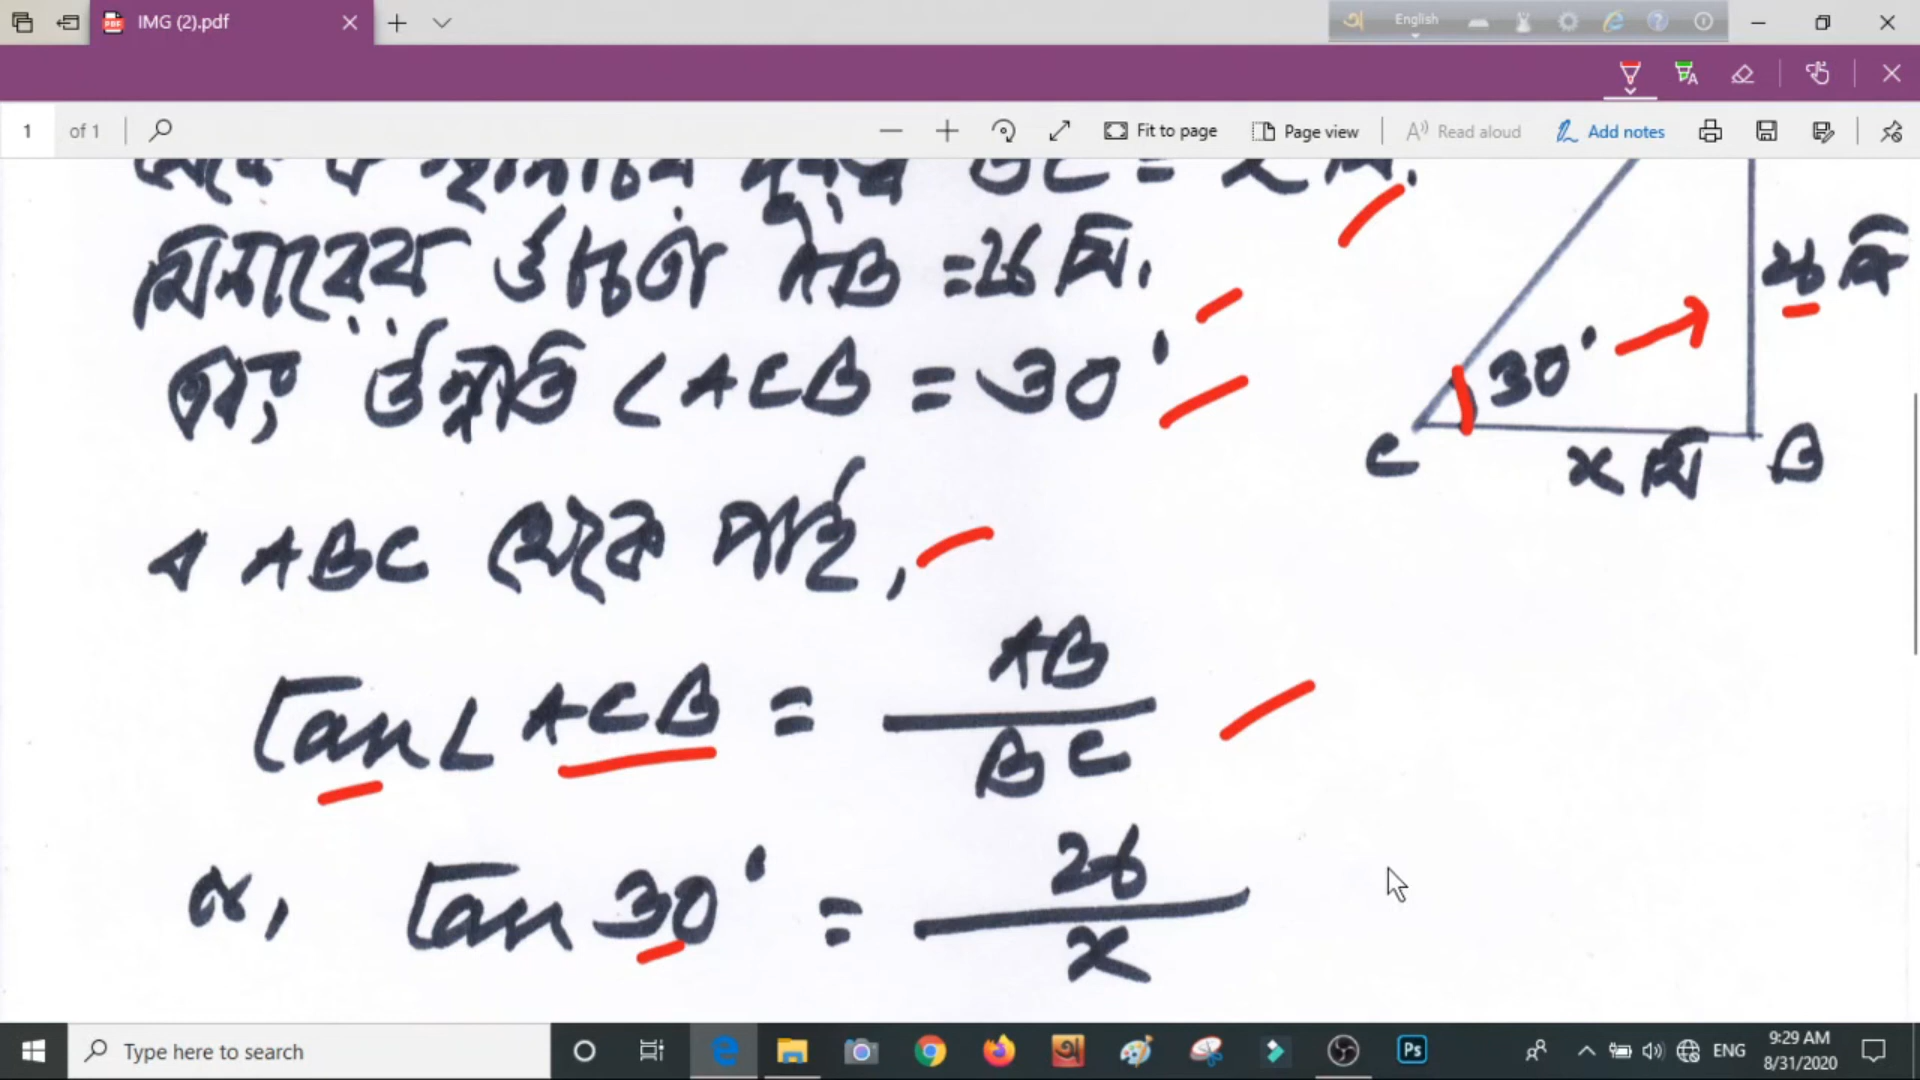 IMG (2).pdf
English
1 of 1
Fit to page
Page view
Read aloud
Add notes
BC = x মি.
মিনারের উচ্চতা AB = 26 মি.
এবং উন্নতি ∠ACB = 30°
26 মি
30°
C
x মি
B
△ ABC থেকে পাই,
tan∠ACB = AB
BC
বা, tan 30° = 26
x
Type here to search
Ps
ENG
9:29 AM
8/31/2020